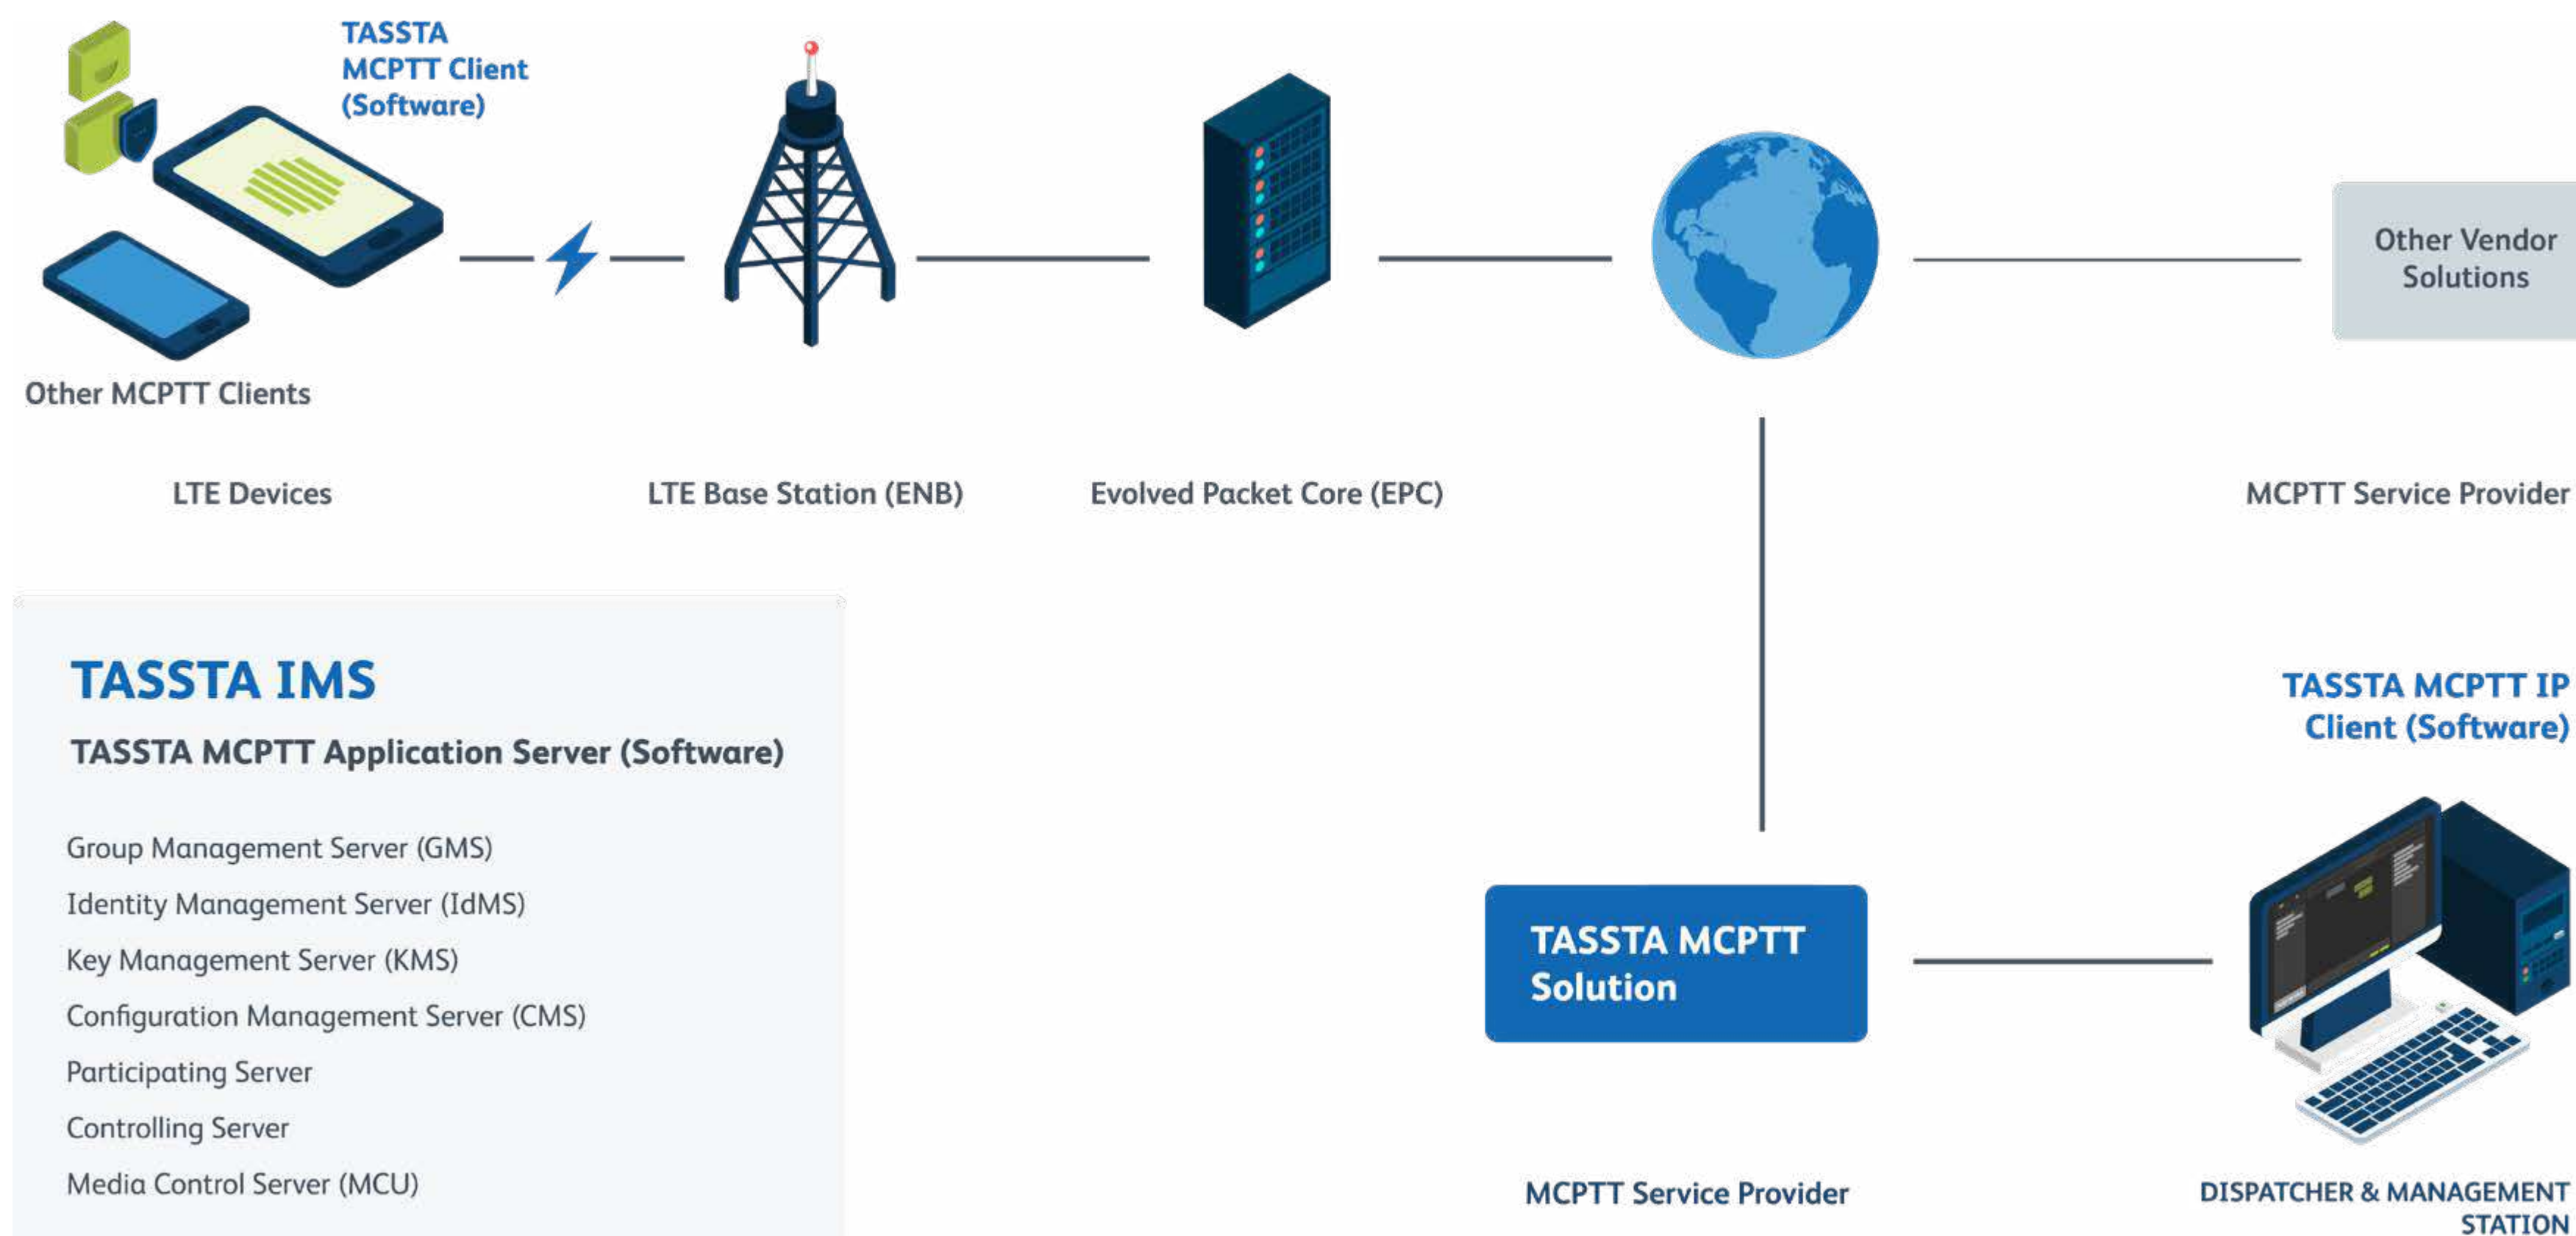 TASSTA
MCPTT Client
(Software)
Other MCPTT Clients
Other Vendor
Solutions
LTE Devices
LTE Base Station (ENB)
Evolved Packet Core (EPC)
MCPTT Service Provider
TASSTA IMS
TASSTA MCPTT Application Server (Software)
Group Management Server (GMS)
Identity Management Server (IdMS)
Key Management Server (KMS)
Configuration Management Server (CMS)
Participating Server
Controlling Server
Media Control Server (MCU)
TASSTA MCPTT
Solution
MCPTT Service Provider
TASSTA MCPTT IP
Client (Software)
DISPATCHER & MANAGEMENT
STATION